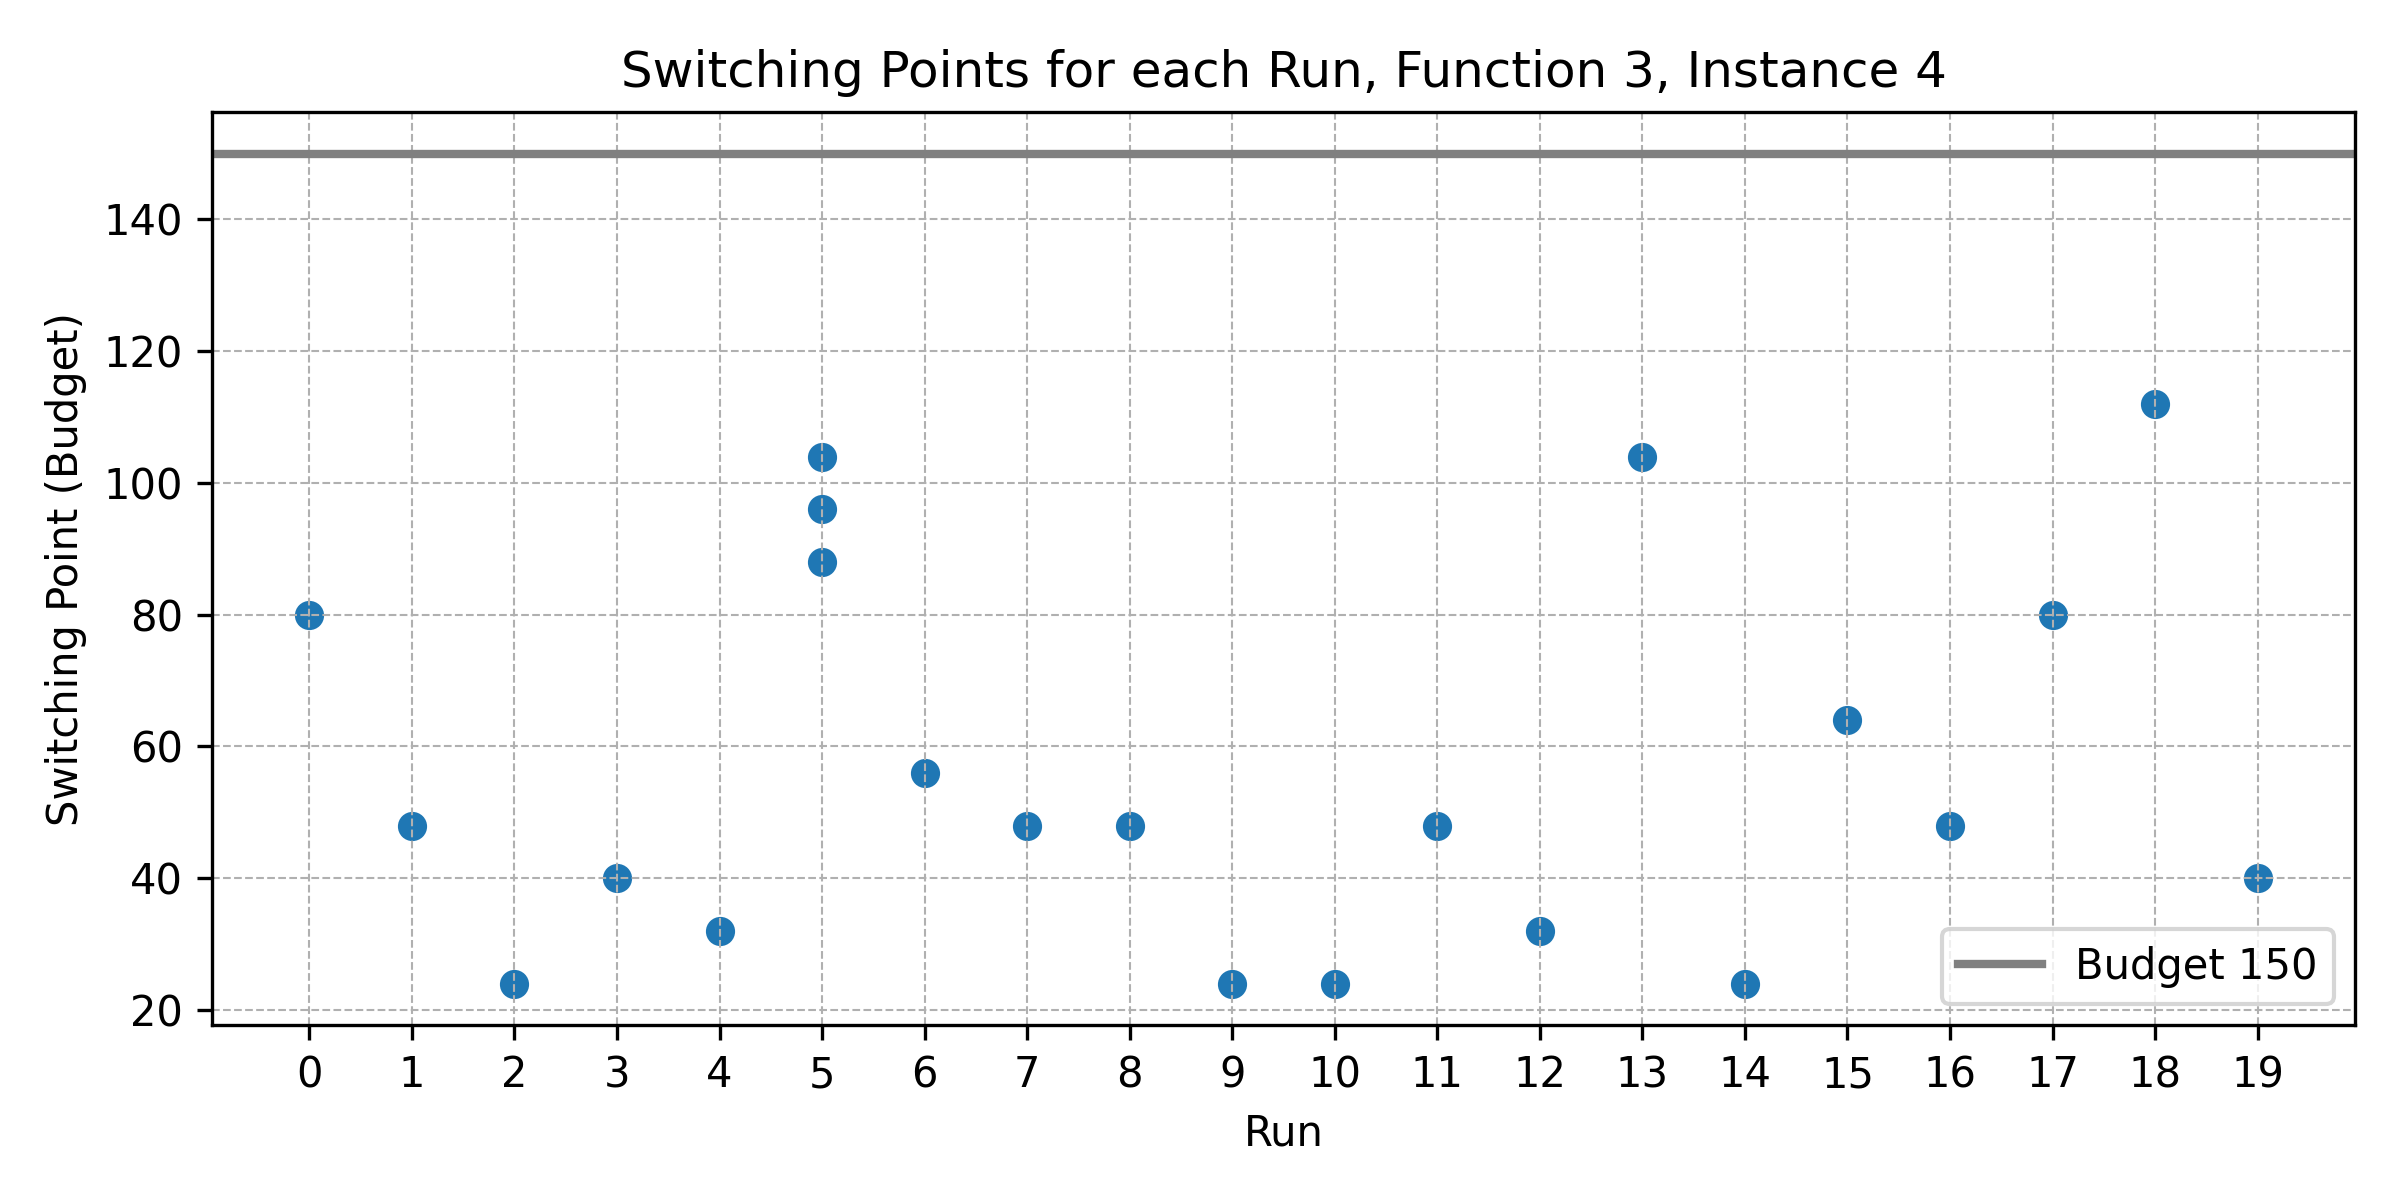 Switching Points for each Run, Function 3, Instance 4
Switching Point (Budget)
140
120
100
80
60
40
20
Budget 150
0 1 2 3 4 5 6 7 8 9 10 11 12 13 14 15 16 17 18 19
Run